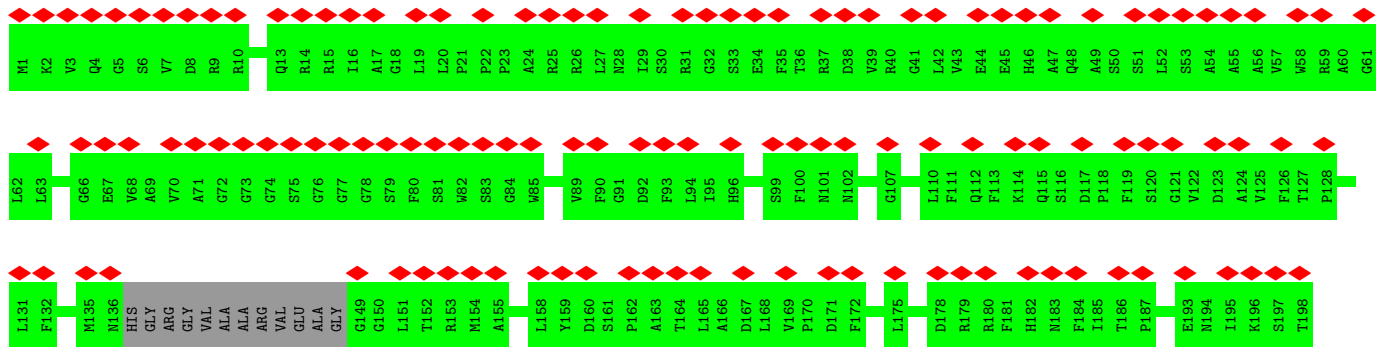 M1 K2 V3 Q4 G5 S6 V7 D8 R9 R10 Q13 R14 R15 I16 A17 G18 L19 L20 P21 P22 P23 A24 R25 R26 L27 N28 I29 S30 R31 G32 S33 E34 F35 T36 R37 D38 V39 R40 G41 L42 V43 E44 E45 H46 A47 Q48 A49 S50 S51 L52 S53 A54 A55 A56 V57 W58 R59 A60 G61
L62 L63 G66 E67 V68 A69 V70 A71 G72 G73 G74 S75 G76 G77 G78 S79 F80 S81 W82 S83 G84 W85 V89 F90 G91 D92 F93 L94 I95 H96 S99 F100 N101 N102 G107 L110 F111 Q112 F113 K114 Q115 S116 D117 P118 F119 S120 G121 V122 D123 A124 V125 F126 T127 P128
L131 F132 M135 N136 HIS GLY ARG GLY VAL ALA ALA ARG VAL GLU ALA GLY G149 G150 L151 T152 R153 M154 A155 L158 Y159 D160 S161 P162 A163 T164 L165 A166 D167 L168 V169 P170 D171 F172 L175 D178 R179 R180 F181 H182 N183 F184 I185 T186 P187 E193 N194 I195 K196 S197 T198